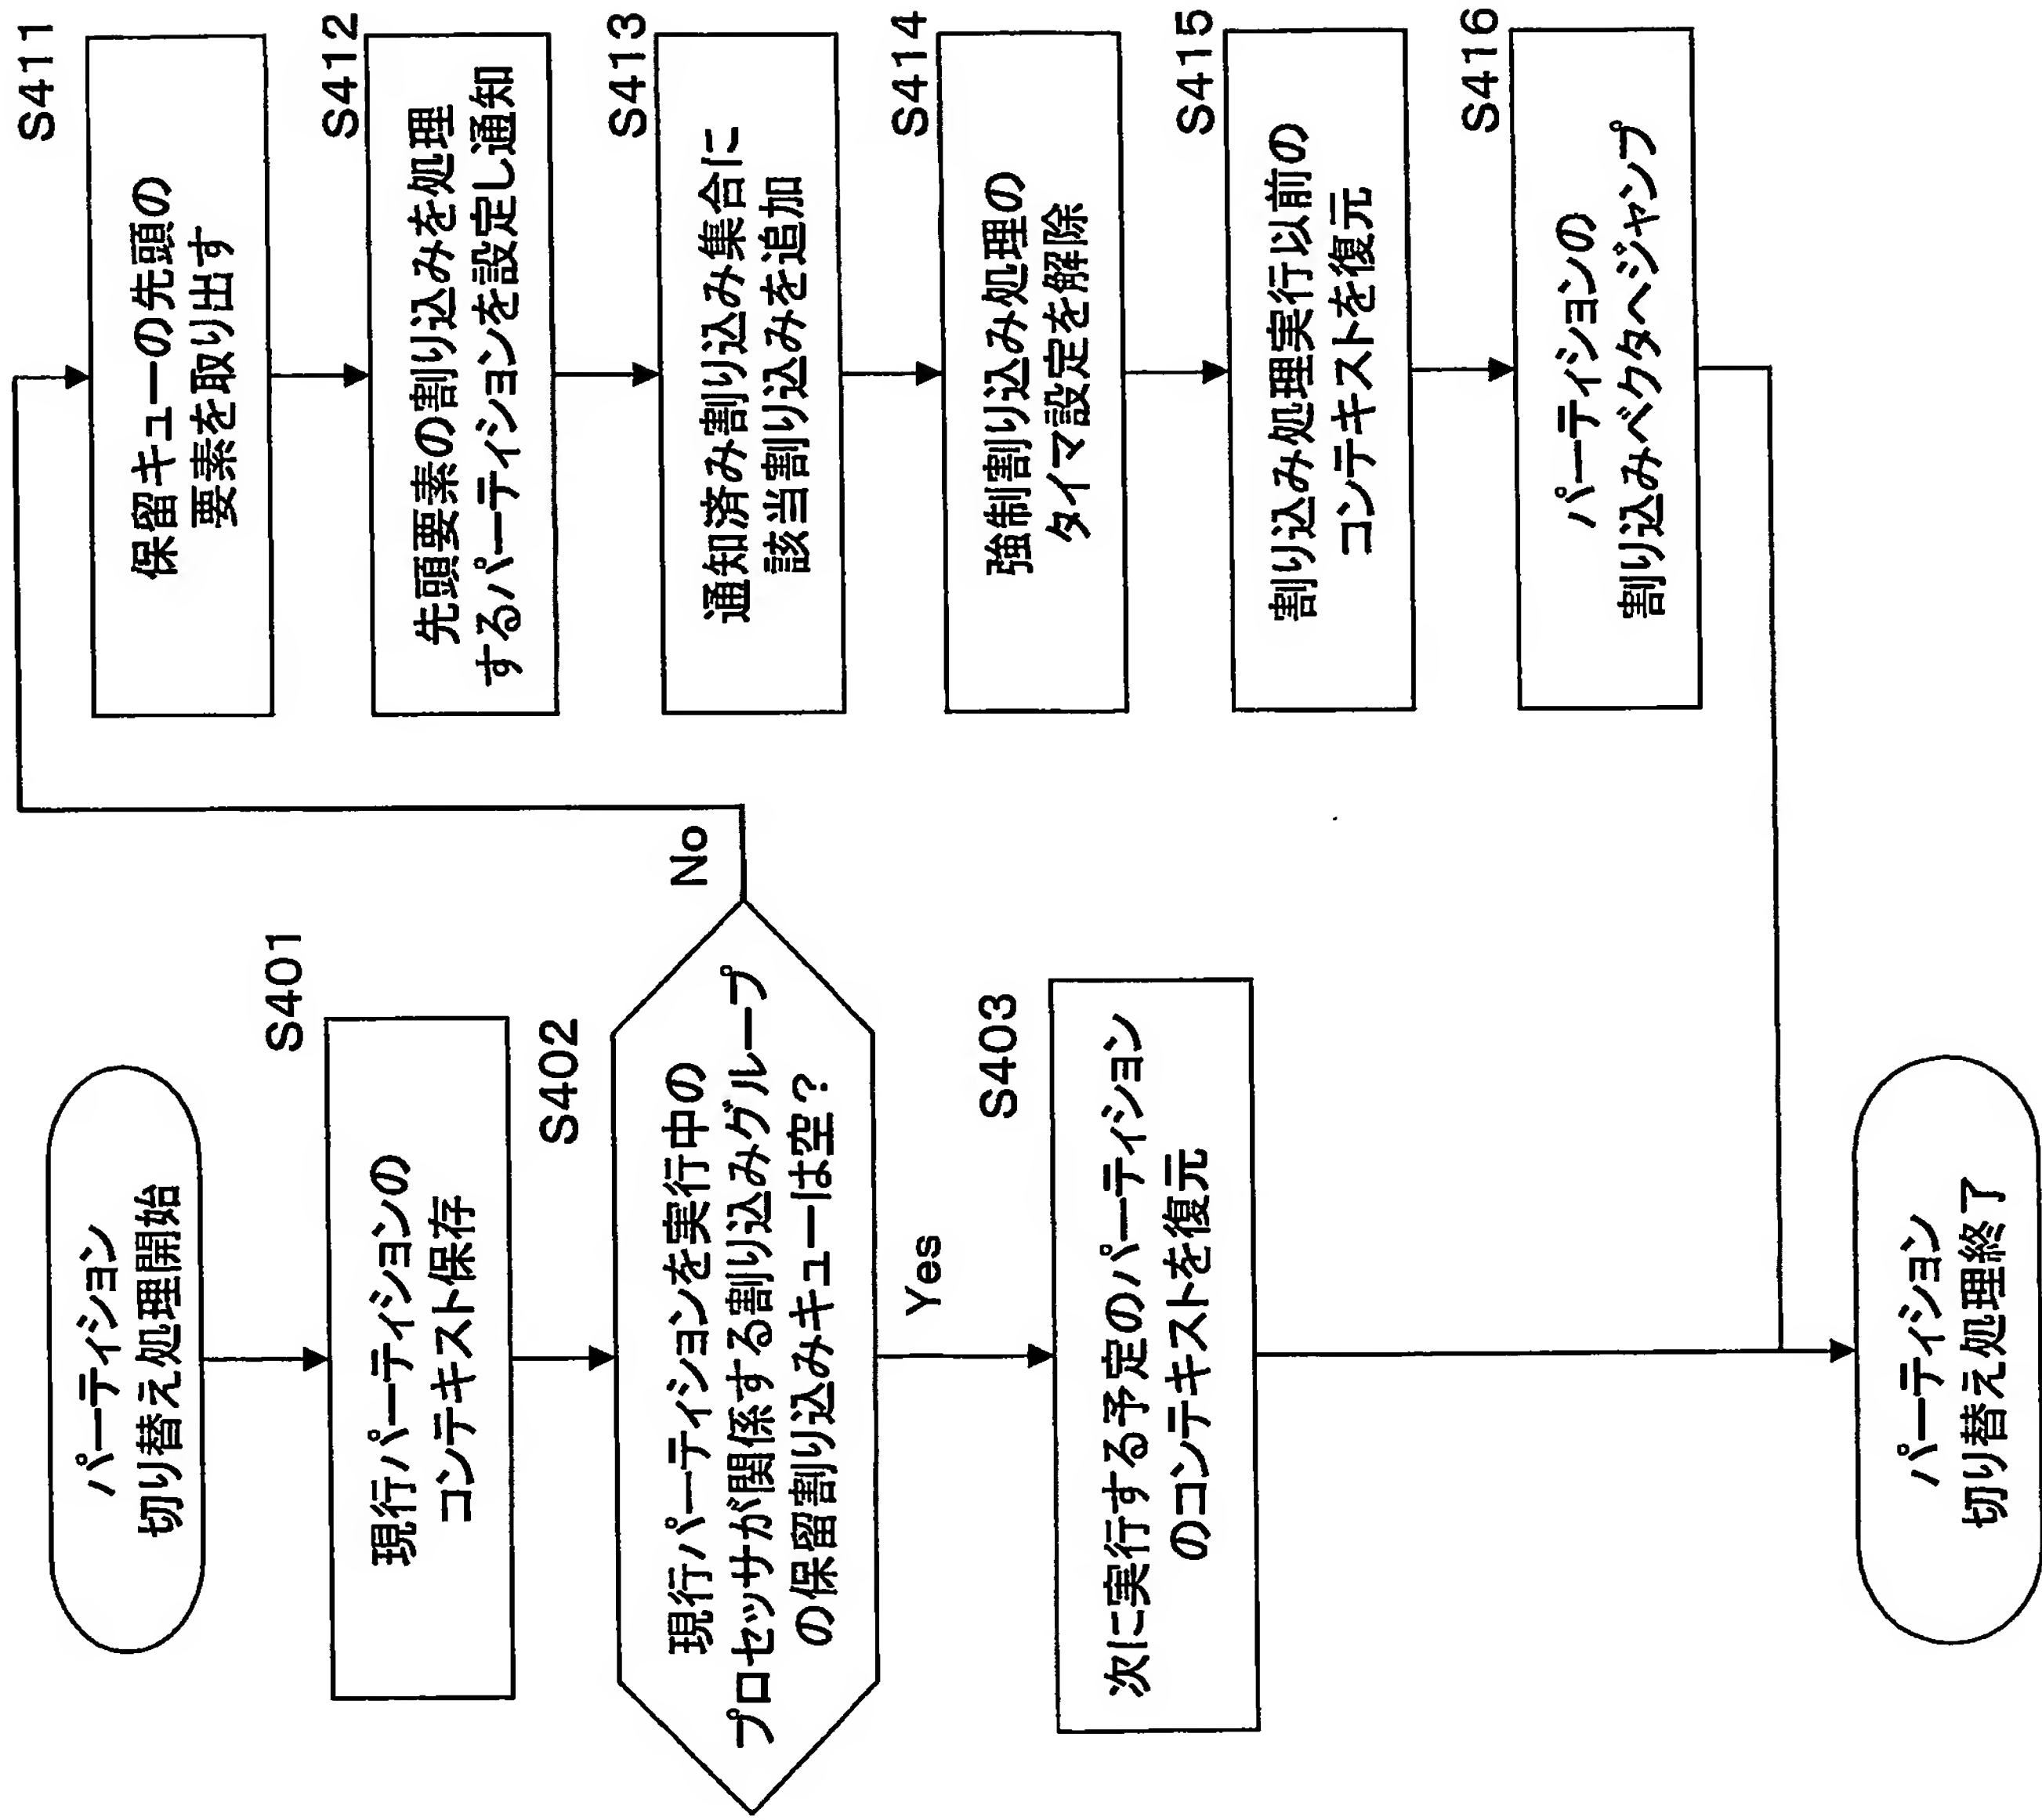 パーティション
切り替え処理開始
S401
現行パーティションの
コンテキスト保存
S402
現行パーティションを実行中の
プロセッサが関係する割り込みグループ
の保留割り込みキューは空？
Yes
No
S403
次に実行する予定のパーティション
のコンテキストを復元
S411
保留キューの先頭の
要素を取り出す
S412
先頭要素の割り込みを処理
するパーティションを設定し通知
S413
通知済み割り込み集合に
該当割り込みを追加
S414
強制割り込み処理の
タイマ設定を解除
S415
割り込み処理実行以前の
コンテキストを復元
S416
パーティションの
割り込みベクタへジャンプ
パーティション
切り替え処理終了